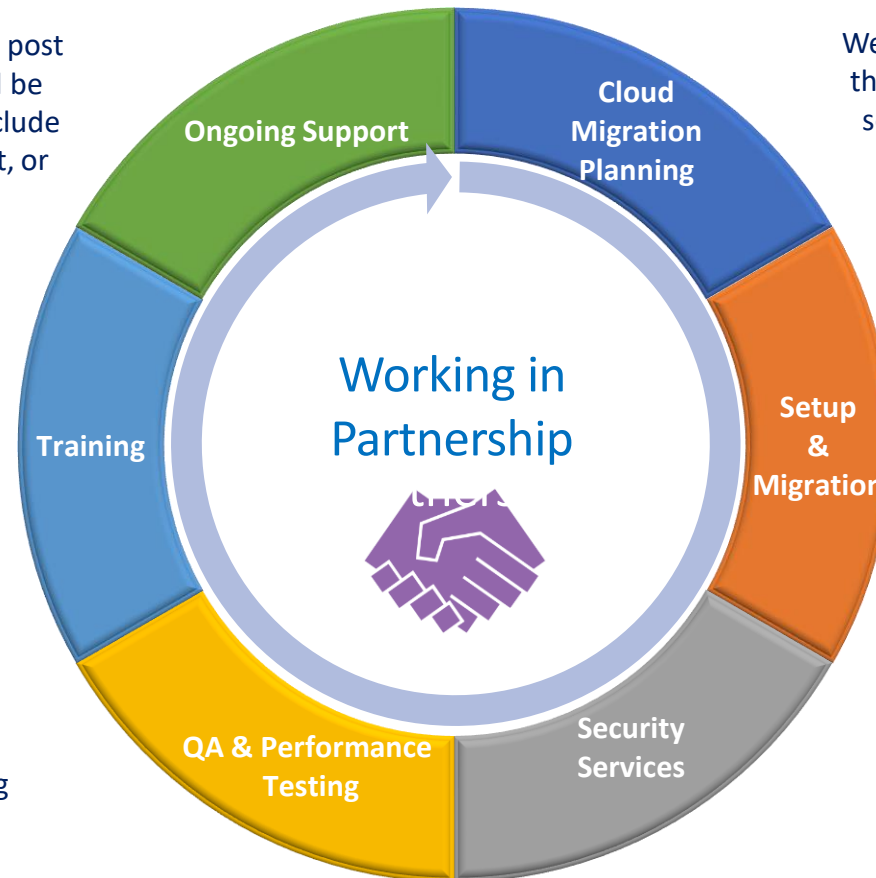 post
be
clude
t, or
We
th
s
Ongoing Support
Cloud
Migration
Planning
Setup
&
Migration
Security
Services
QA & Performance
Testing
Training
g
Working in
Partnership